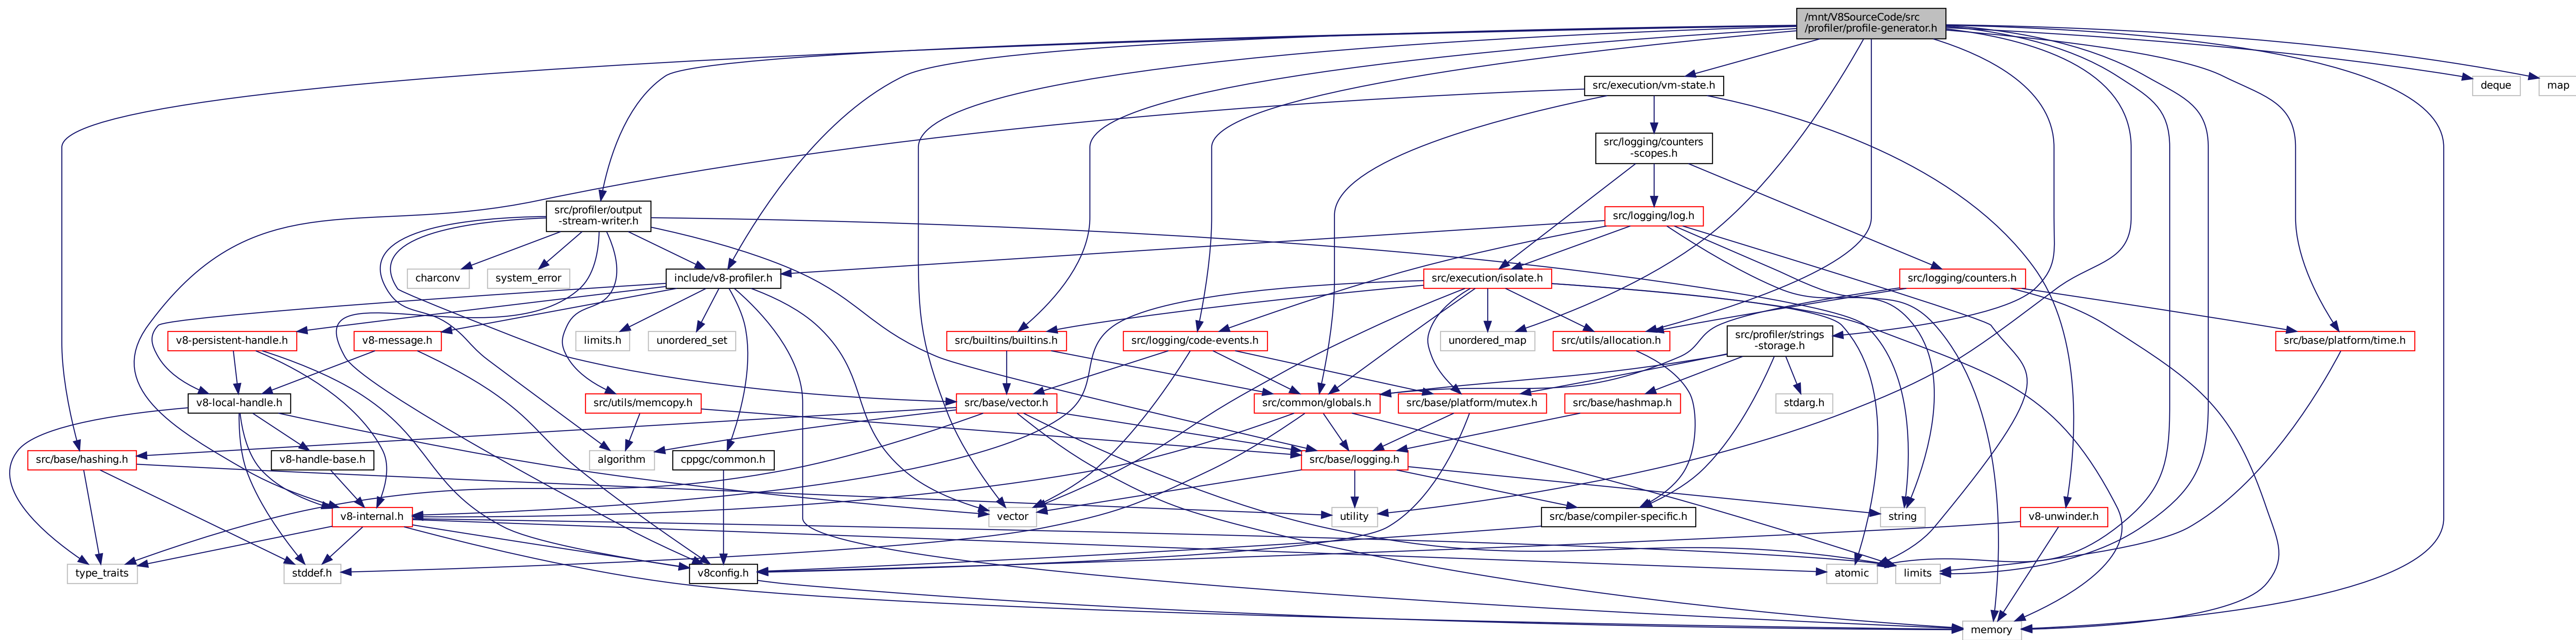 /mnt/V8SourceCode/src
/profiler/profile-generator.h
src/execution/vm-state.h
deque
map
src/logging/counters
-scopes.h
src/profiler/output
-stream-writer.h
src/logging/log.h
charconv
system_error
include/v8-profiler.h
src/execution/isolate.h
src/logging/counters.h
v8-persistent-handle.h
v8-message.h
limits.h
unordered_set
src/builtins/builtins.h
src/logging/code-events.h
unordered_map
src/utils/allocation.h
src/profiler/strings
-storage.h
src/base/platform/time.h
v8-local-handle.h
src/utils/memcopy.h
src/base/vector.h
src/common/globals.h
src/base/platform/mutex.h
src/base/hashmap.h
stdarg.h
src/base/hashing.h
v8-handle-base.h
algorithm
cppgc/common.h
src/base/logging.h
v8-internal.h
vector
utility
src/base/compiler-specific.h
string
v8-unwinder.h
type_traits
stddef.h
v8config.h
atomic
limits
memory